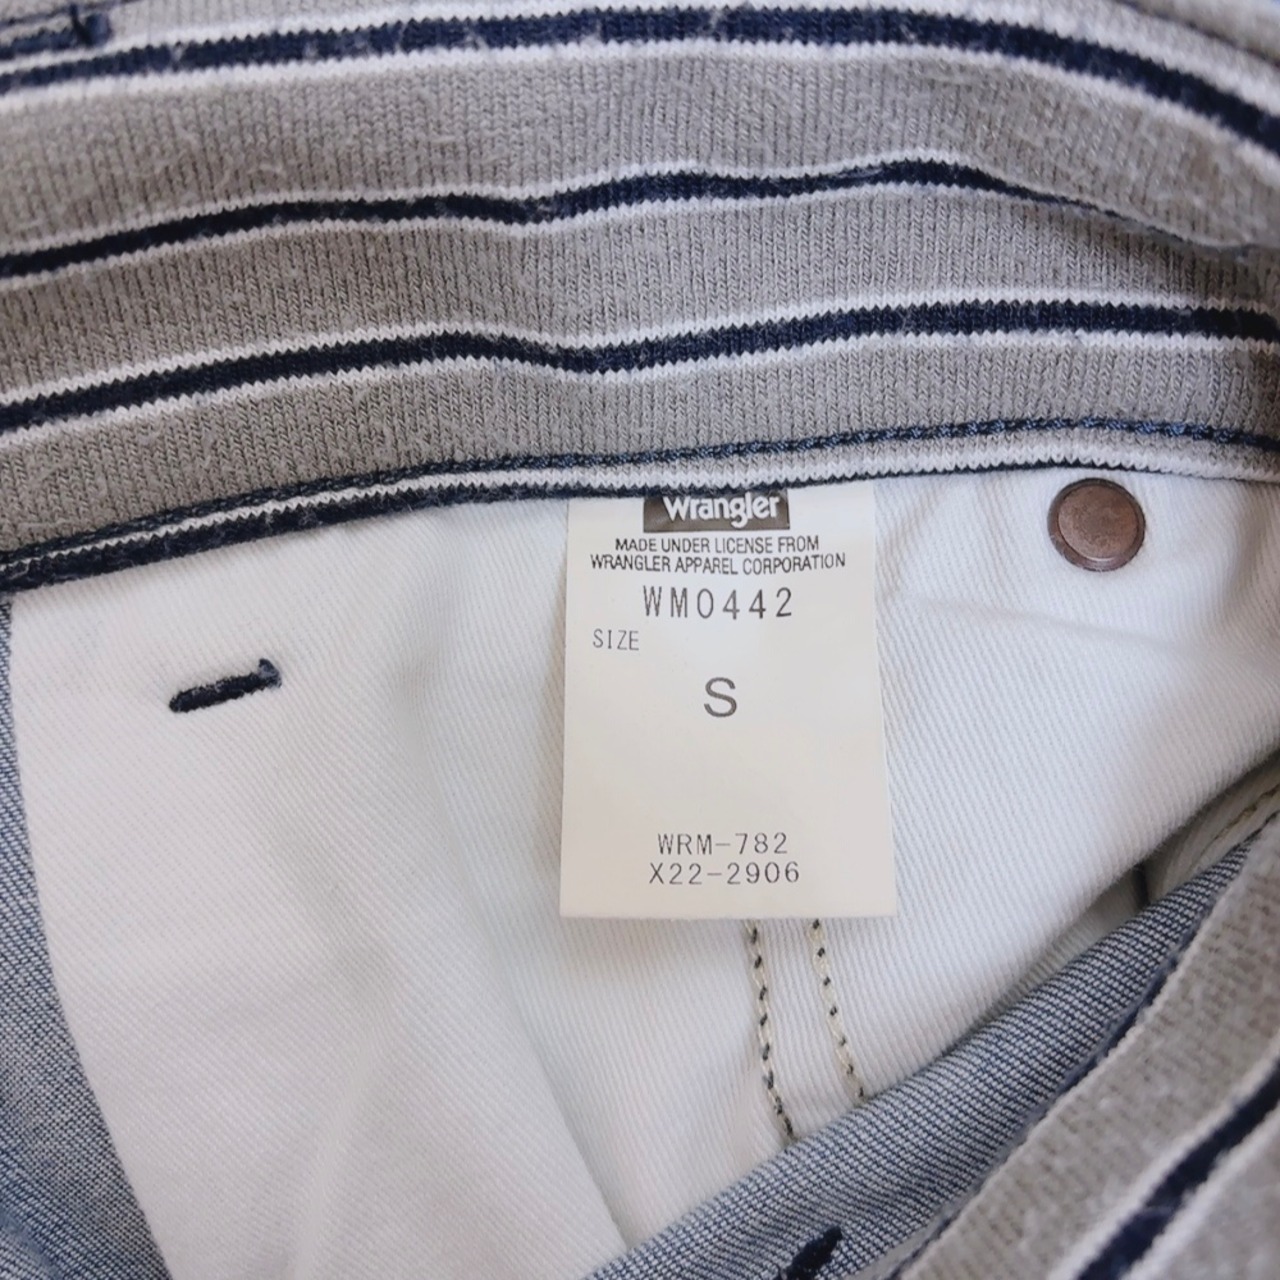 Wrangler
MADE UNDER LICENSE FROM
WRANGLER APPAREL CORPORATION
WM0442
SIZE
S
WRM-782
X22-2906